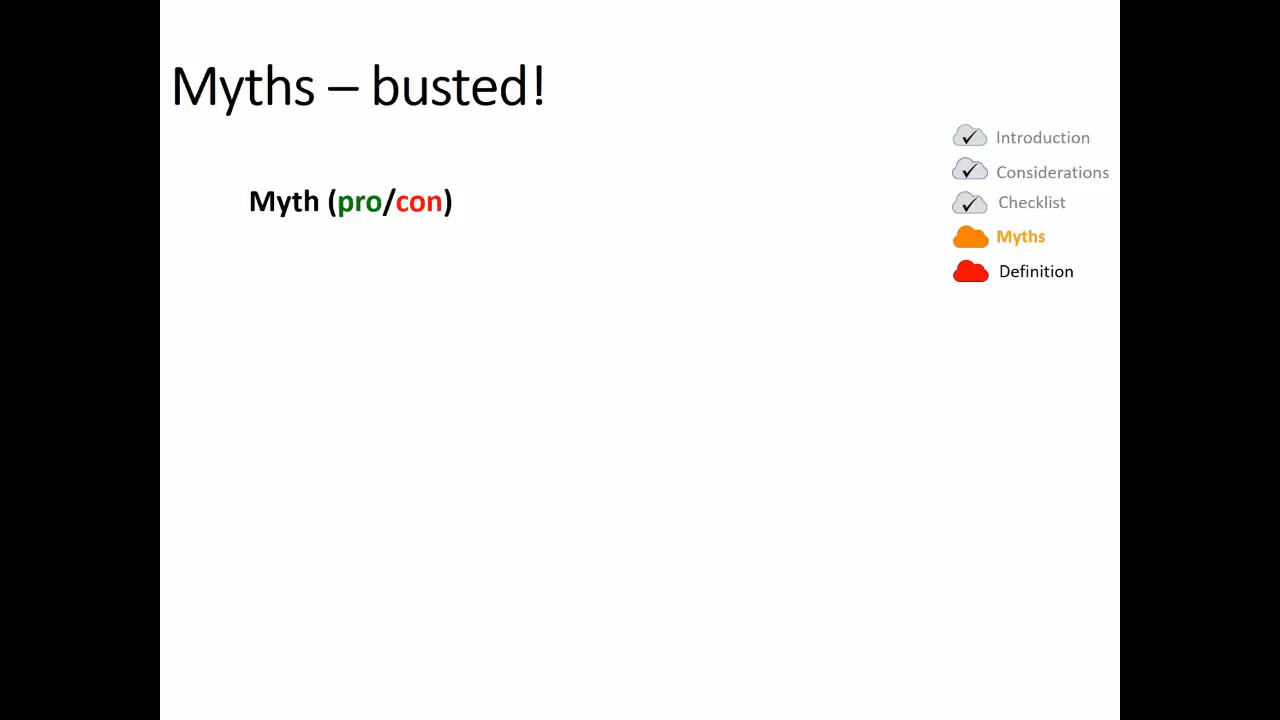 Myths – busted!
Myth (pro/con)
Introduction
Considerations
Checklist
Myths
Definition